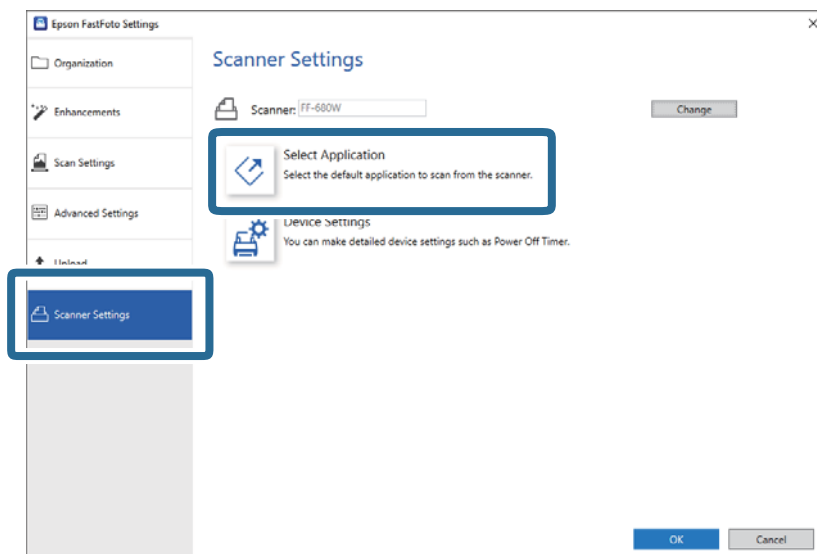 Epson FastFoto Settings
Organization
Enhancements
Scan Settings
Advanced Settings
Upload
Scanner Settings
Scanner Settings
Scanner: FF-680W
Change
Select Application
Select the default application to scan from the scanner.
Device Settings
You can make detailed device settings such as Power Off Timer.
OK
Cancel